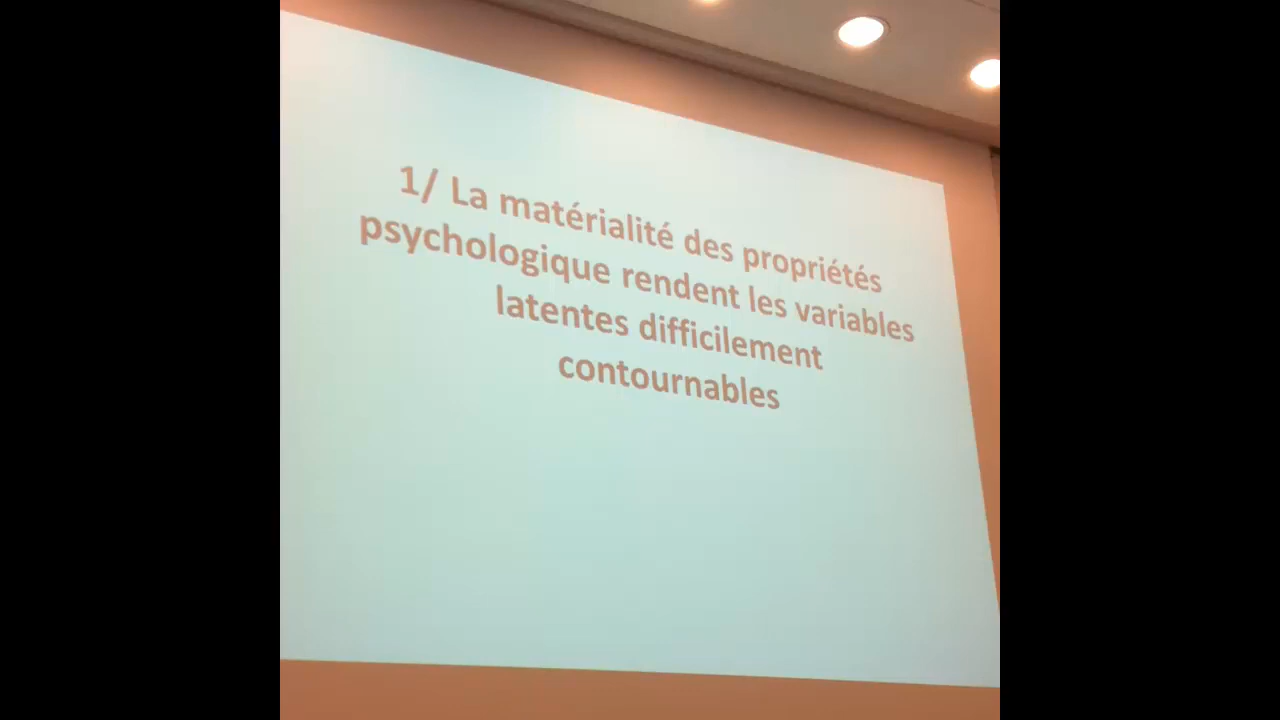 1/ La matérialité des propriétés
psychologique rendent les variables
latentes difficilement
contournables